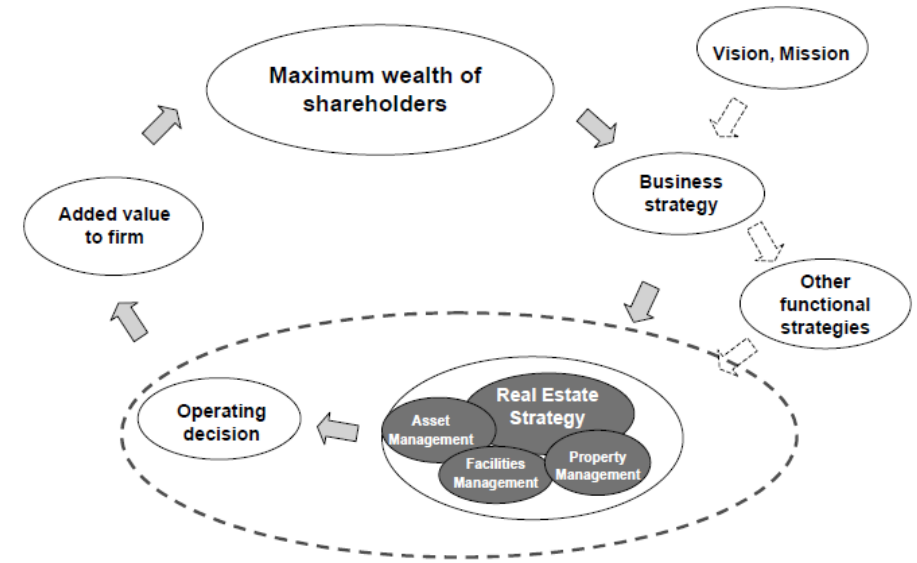 Maximum wealth of
shareholders
Vision, Mission
Business
strategy
Added value
to firm
Other
functional
strategies
Operating
decision
Real Estate
Strategy
Asset
Management
Facilities
Management
Property
Management